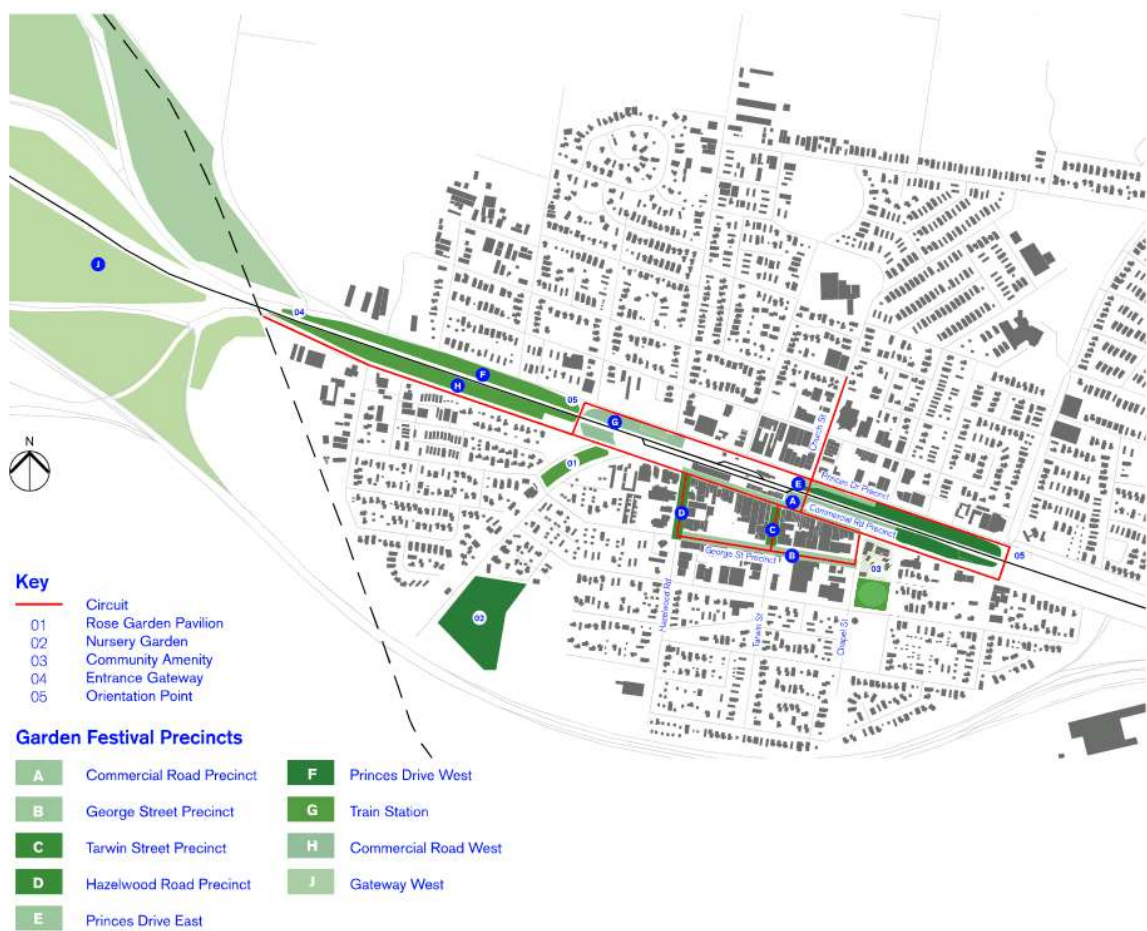 J
04
F
H
05
G
N
01
Church St
E
Princes Dr Precinct
A
Commercial Rd Precinct
D
C
George St Precinct
B
05
03
02
Hazelwood Rd
Tarwin St
Chapel St
Key
Circuit
01 Rose Garden Pavilion
02 Nursery Garden
03 Community Amenity
04 Entrance Gateway
05 Orientation Point
Garden Festival Precincts
A Commercial Road Precinct
B George Street Precinct
C Tarwin Street Precinct
D Hazelwood Road Precinct
E Princes Drive East
F Princes Drive West
G Train Station
H Commercial Road West
J Gateway West